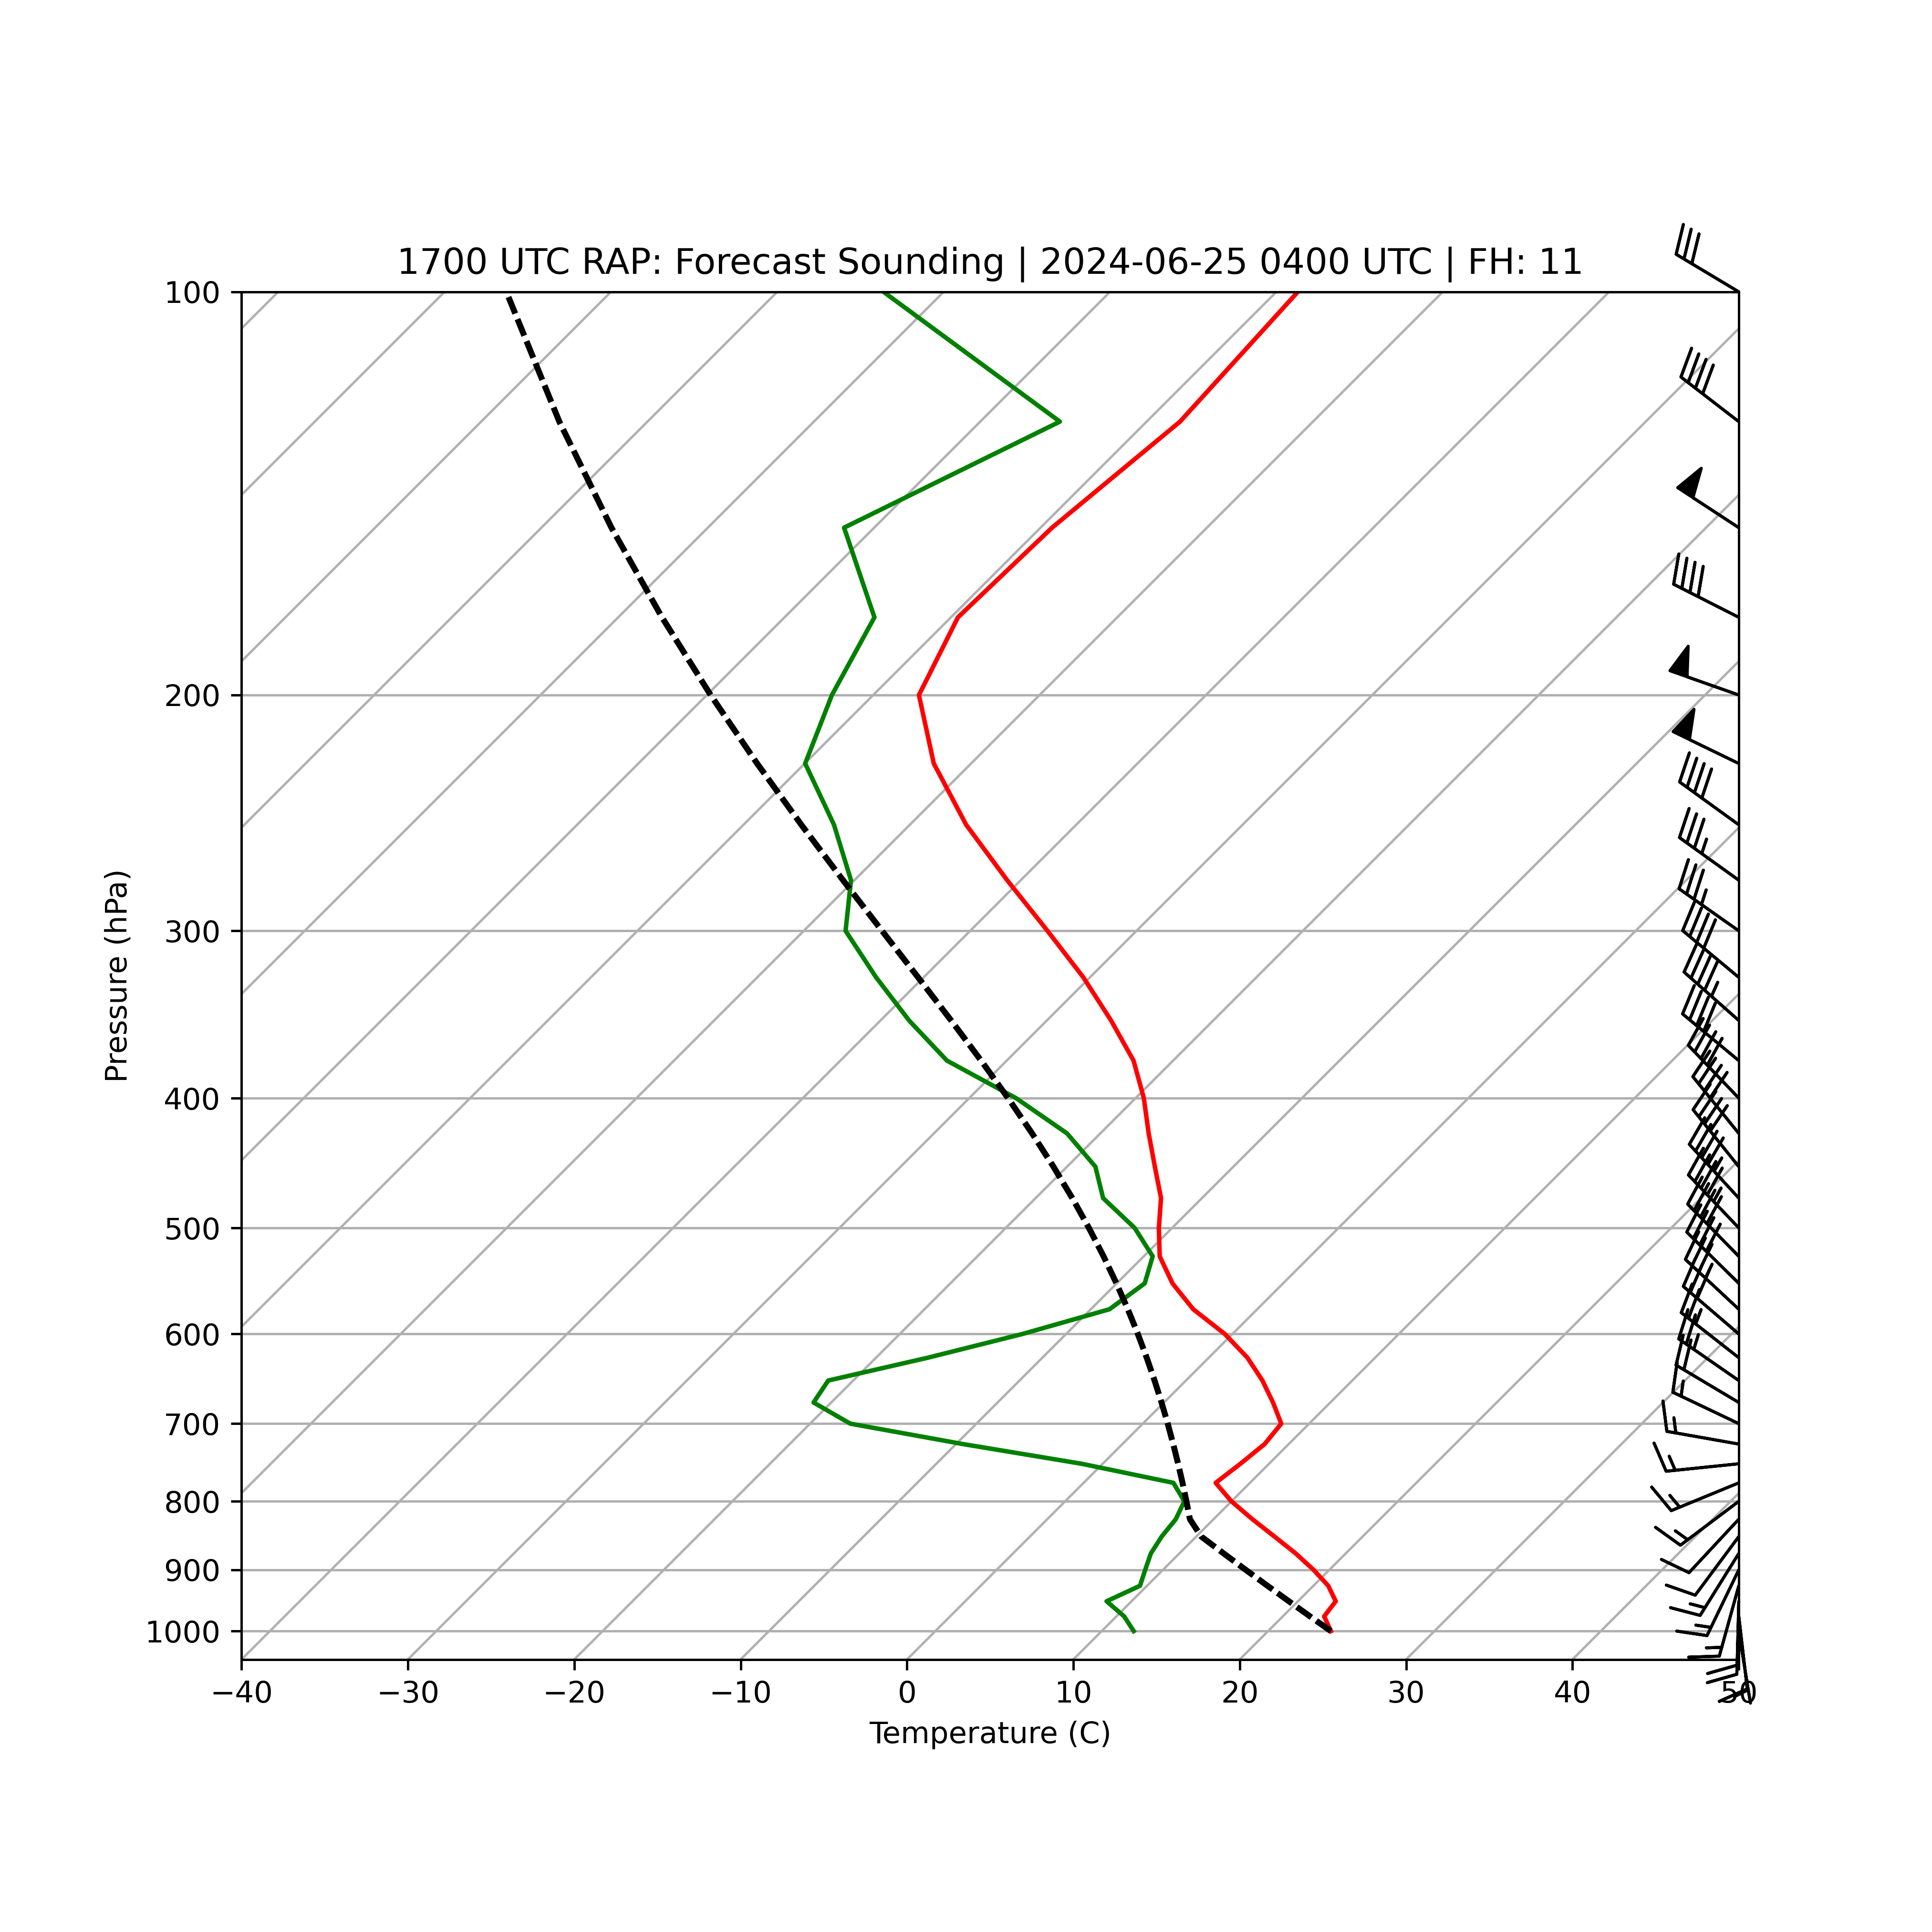 1700 UTC RAP: Forecast Sounding | 2024-06-25 0400 UTC | FH: 11
100
200
300
400
500
600
700
800
900
1000
Pressure (hPa)
−40 −30 −20 −10 0 10 20 30 40 50
Temperature (C)